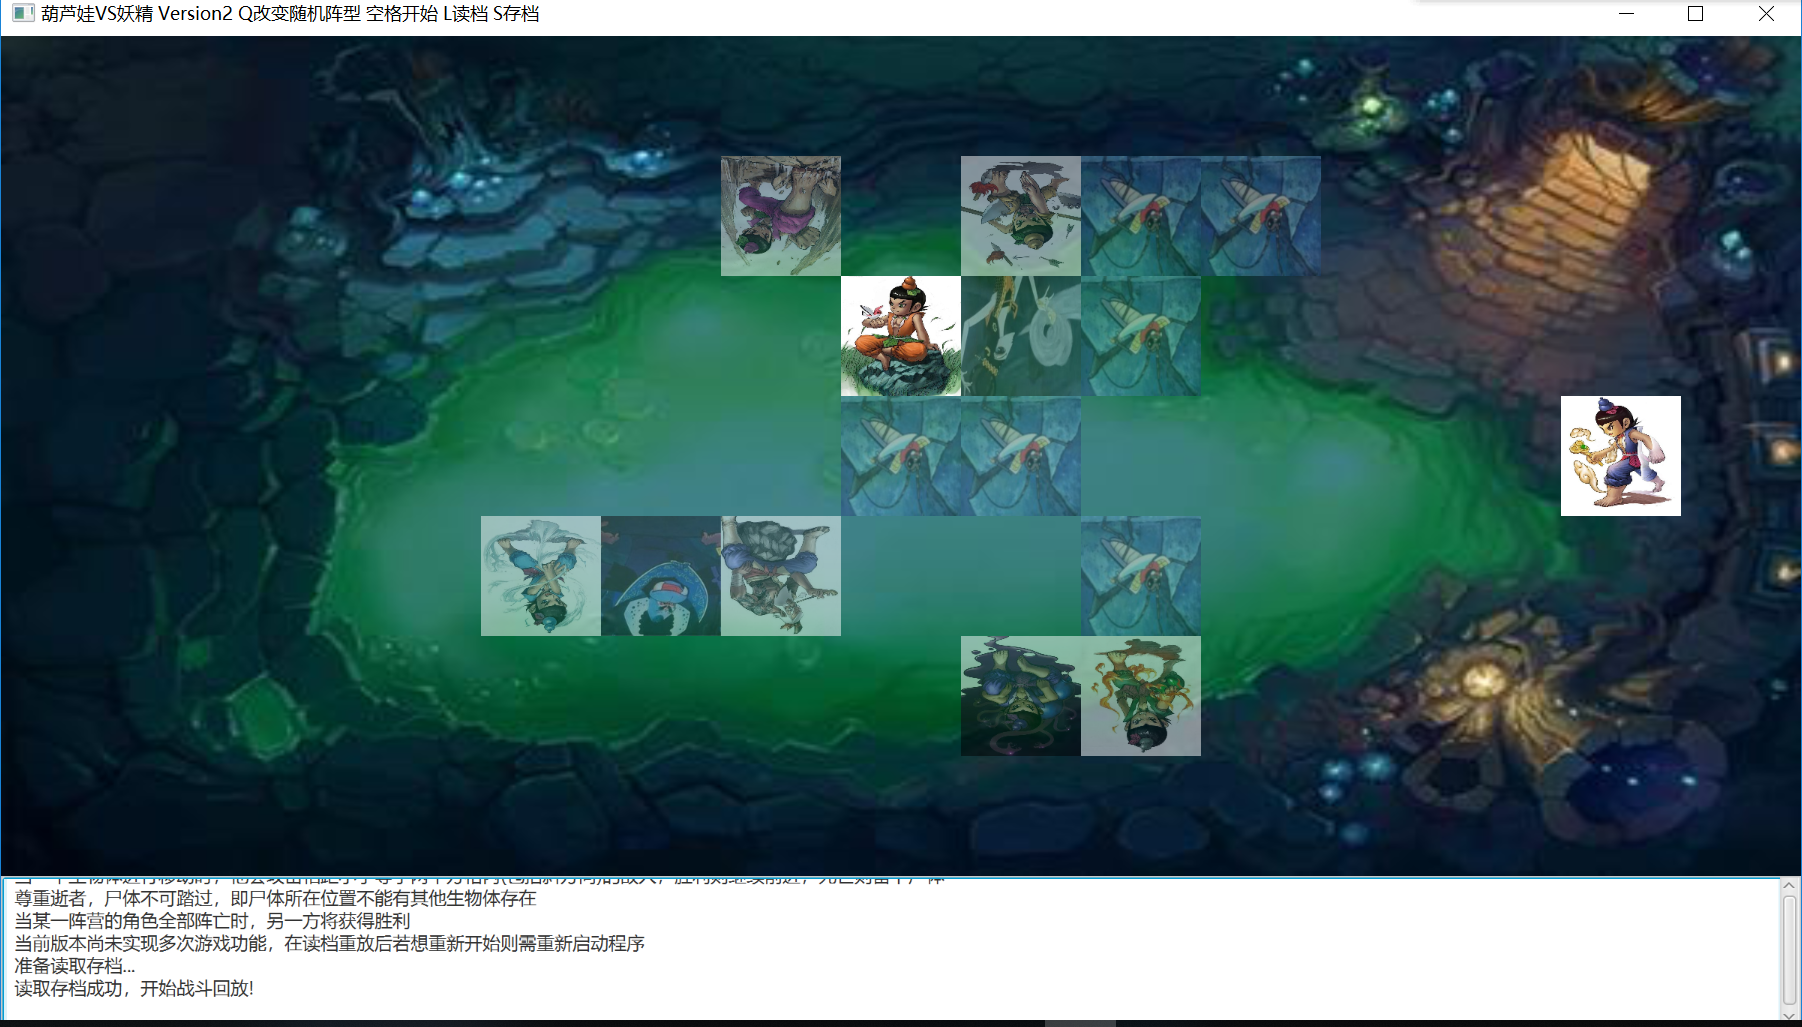 葫芦娃VS妖精 Version2 Q改变随机阵型 空格开始 L读档 S存档
尊重逝者，尸体不可踏过，即尸体所在位置不能有其他生物体存在
当某一阵营的角色全部阵亡时，另一方将获得胜利
当前版本尚未实现多次游戏功能，在读档重放后若想重新开始则需重新启动程序
准备读取存档...
读取存档成功，开始战斗回放!